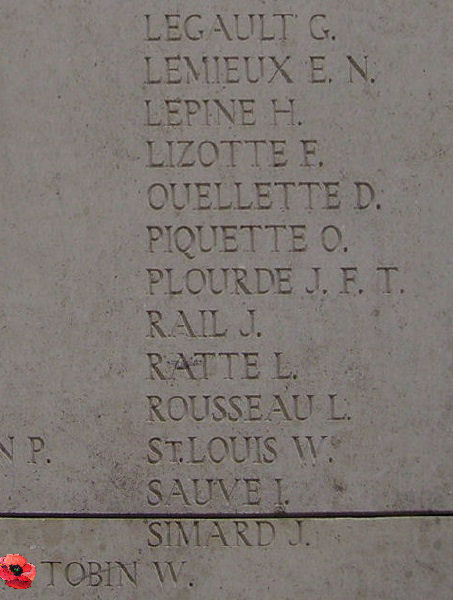 LEGAULT G.
LEMIEUX E. N.
LEPINE H.
LIZOTTE F.
OUELLETTE D.
PIQUETTE O.
PLOURDE J. F. T.
RAIL J.
RATTE L.
ROUSSEAU L.
N P.
ST.LOUIS W.
SAUVE I.
SIMARD J.
TOBIN W.